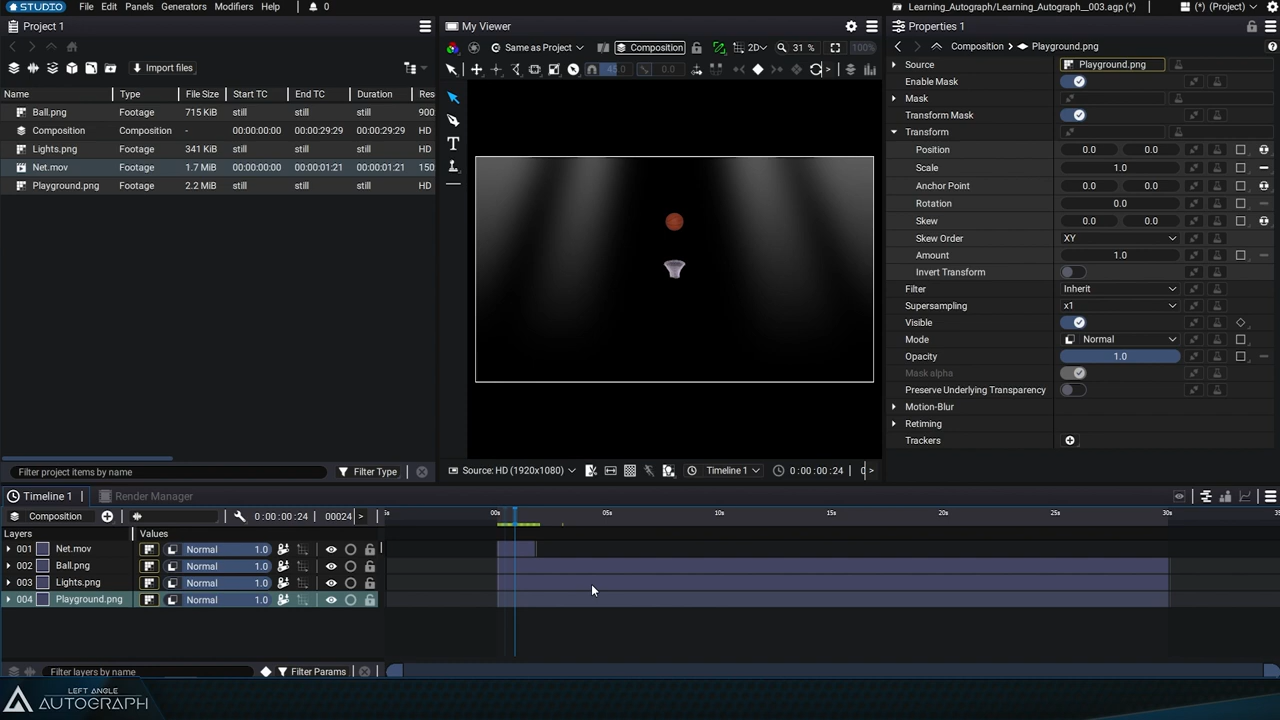 STUDIO File Edit Panels Generators Modifiers Help 0 Learning_Autograph/Learning_Autograph__003.agp (*) (*) (Project)
Project 1
My Viewer
Properties 1
Same as Project Composition 2D 31 % 100%
Composition Playground.png
Import files
45.0 0.0
Name Type File Size Start TC End TC Duration Res
Ball.png Footage 715 KiB still still still 900
Composition Composition - 00:00:00:00 00:00:29:29 00:00:29:29 HD
Lights.png Footage 341 KiB still still still HD
Net.mov Footage 1.7 MiB 00:00:00:00 00:00:01:21 00:00:01:21 150
Playground.png Footage 2.2 MiB still still still HD
T
Source Playground.png
Enable Mask
Mask
Transform Mask
Transform
Position 0.0 0.0
Scale 1.0
Anchor Point 0.0 0.0
Rotation 0.0
Skew 0.0 0.0
Skew Order XY
Amount 1.0
Invert Transform
Filter Inherit
Supersampling x1
Visible
Mode Normal
Opacity 1.0
Mask alpha
Preserve Underlying Transparency
Motion-Blur
Retiming
Trackers
Filter project items by name Filter Type
Source: HD (1920x1080) Timeline 1 0:00:00:24
Timeline 1 Render Manager
Composition 0:00:00:24 00024
00s 05s 10s 15s 20s 25s 30s
Layers Values
001 Net.mov Normal 1.0
002 Ball.png Normal 1.0
003 Lights.png Normal 1.0
004 Playground.png Normal 1.0
Filter layers by name Filter Params
LEFT ANGLE
AUTOGRAPH